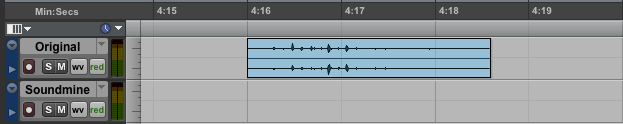 Min:Secs 4:15 4:16 4:17 4:18 4:19
Original
S M wv red
Soundmine
S M wv red